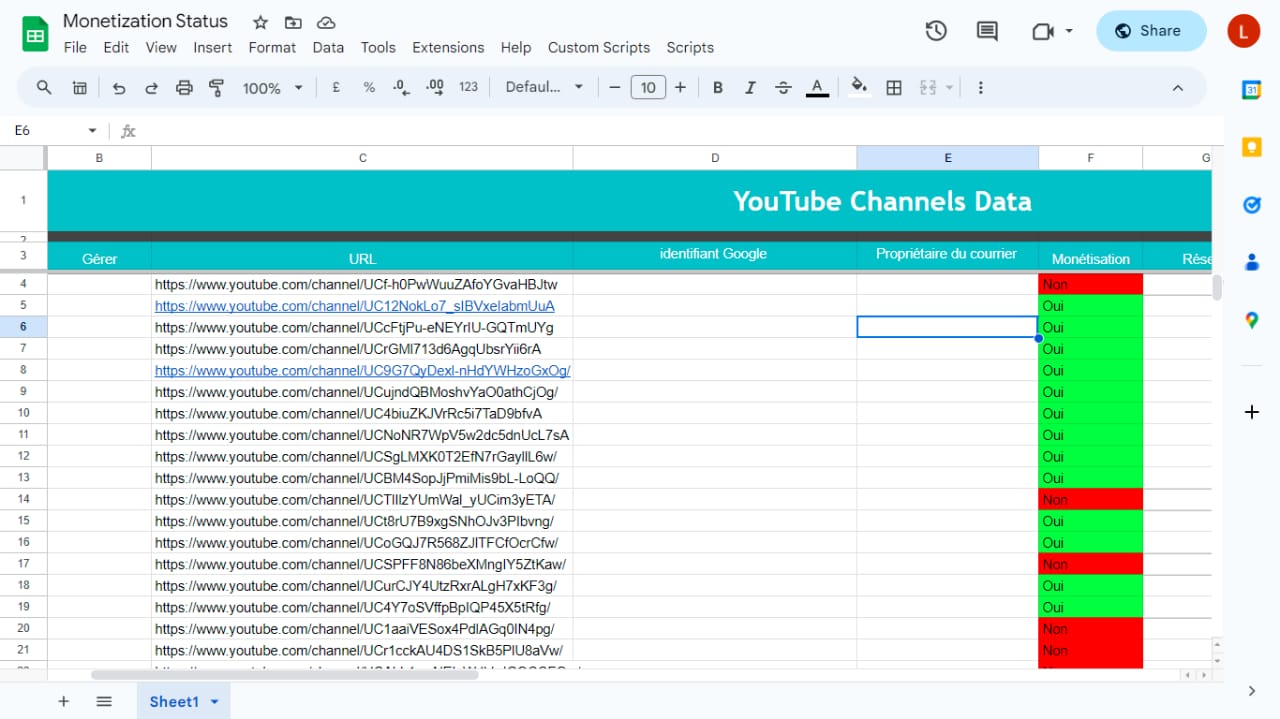 Monetization Status
File Edit View Insert Format Data Tools Extensions Help Custom Scripts Scripts
Share
L
100% £ % .0 .00 123 Defaul... 10 B I A
31
E6 fx
B C D E F G
1 YouTube Channels Data
2
3 Gérer URL identifiant Google Propriétaire du courrier Monétisation Rése
4 https://www.youtube.com/channel/UCf-h0PwWuuZAfoYGvaHBJtw Non
5 https://www.youtube.com/channel/UC12NokLo7_sIBVxeIabmUuA Oui
6 https://www.youtube.com/channel/UCcFtjPu-eNEYrIU-GQTmUYg Oui
7 https://www.youtube.com/channel/UCrGMl713d6AgqUbsrYii6rA Oui
8 https://www.youtube.com/channel/UC9G7QyDexl-nHdYWHzoGxOg/ Oui
9 https://www.youtube.com/channel/UCujndQBMoshvYaO0athCjOg/ Oui
10 https://www.youtube.com/channel/UC4biuZKJVrRc5i7TaD9bfvA Oui
11 https://www.youtube.com/channel/UCNoNR7WpV5w2dc5dnUcL7sA Oui
12 https://www.youtube.com/channel/UCSgLMXK0T2EfN7rGayIlL6w/ Oui
13 https://www.youtube.com/channel/UCBM4SopJjPmiMis9bL-LoQQ/ Oui
14 https://www.youtube.com/channel/UCTIlIzYUmWal_yUCim3yETA/ Non
15 https://www.youtube.com/channel/UCt8rU7B9xgSNhOJv3PIbvng/ Oui
16 https://www.youtube.com/channel/UCoGQJ7R568ZJITFCfOcrCfw/ Oui
17 https://www.youtube.com/channel/UCSPFF8N86beXMngIY5ZtKaw/ Non
18 https://www.youtube.com/channel/UCurCJY4UtzRxrALgH7xKF3g/ Oui
19 https://www.youtube.com/channel/UC4Y7oSVffpBpIQP45X5tRfg/ Oui
20 https://www.youtube.com/channel/UC1aaiVESox4PdlAGq0IN4pg/ Non
21 https://www.youtube.com/channel/UCr1cckAU4DS1SkB5PlU8aVw/ Non
Sheet1